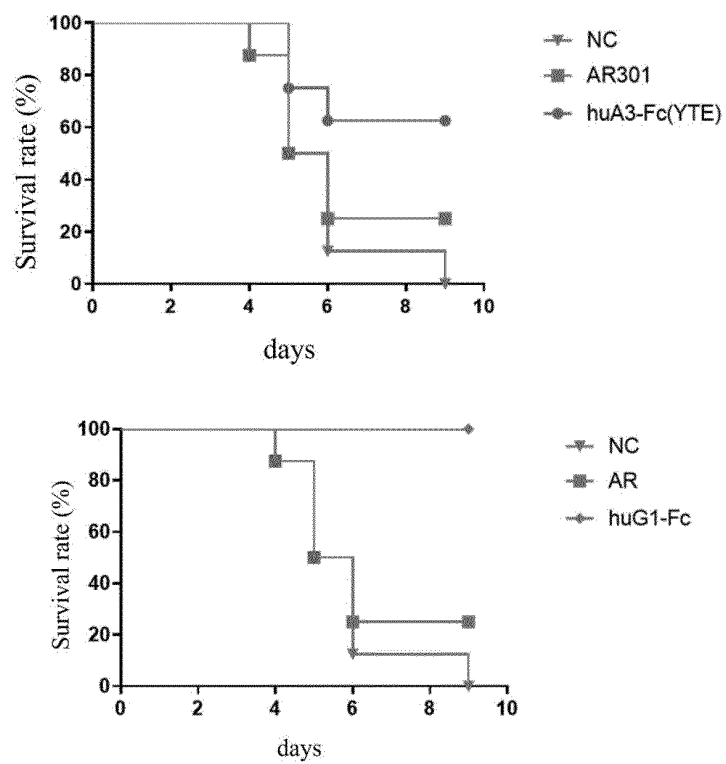 100
80
60
40
20
0
Survival rate (%)
0 2 4 6 8 10
days
NC
AR301
huA3-Fc(YTE)
100
80
60
40
20
0
Survival rate (%)
0 2 4 6 8 10
days
NC
AR
huG1-Fc